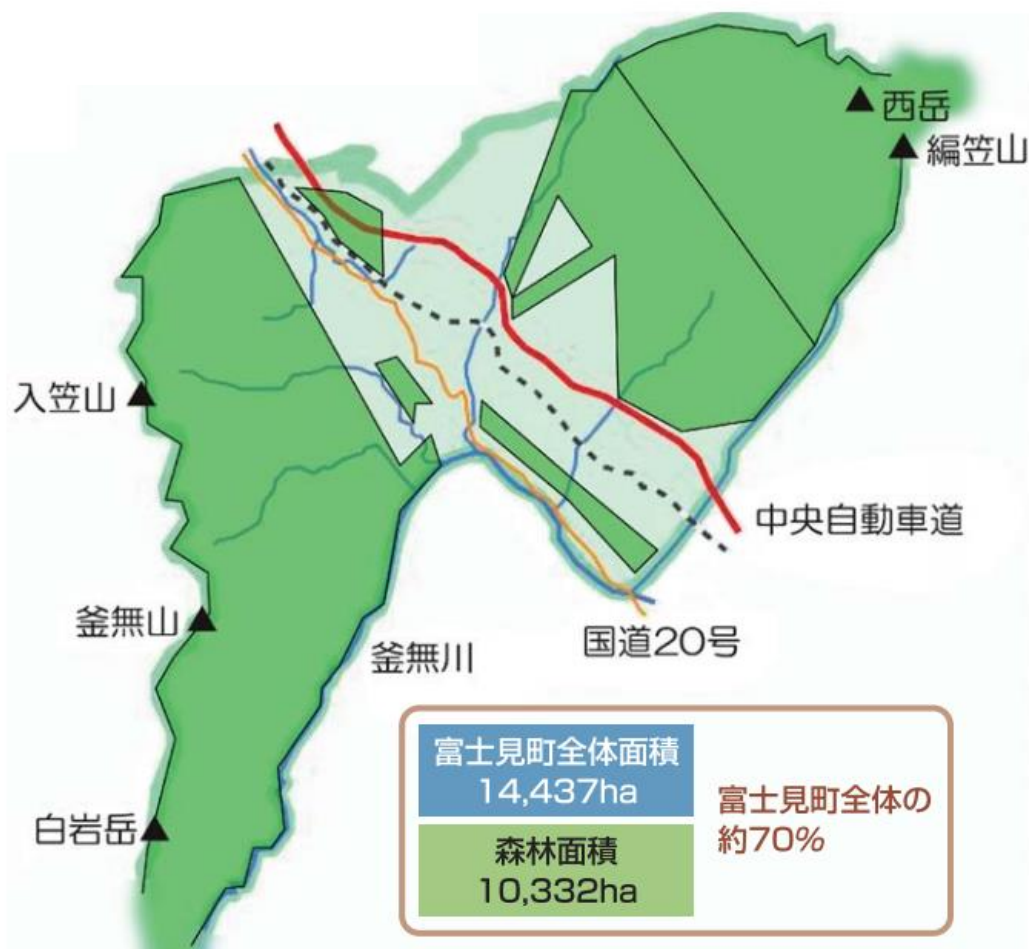 西岳
編笠山
入笠山
中央自動車道
釜無山
国道20号
釜無川
白岩岳
富士見町全体面積
14,437ha
森林面積
10,332ha
富士見町全体の
約70%